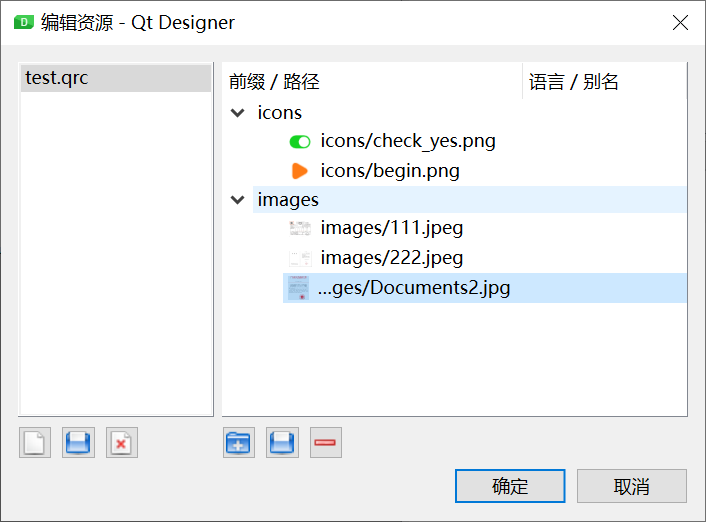 编辑资源 - Qt Designer
test.qrc
前缀 / 路径
语言 / 别名
icons
icons/check_yes.png
icons/begin.png
images
images/111.jpeg
images/222.jpeg
...ges/Documents2.jpg
确定
取消